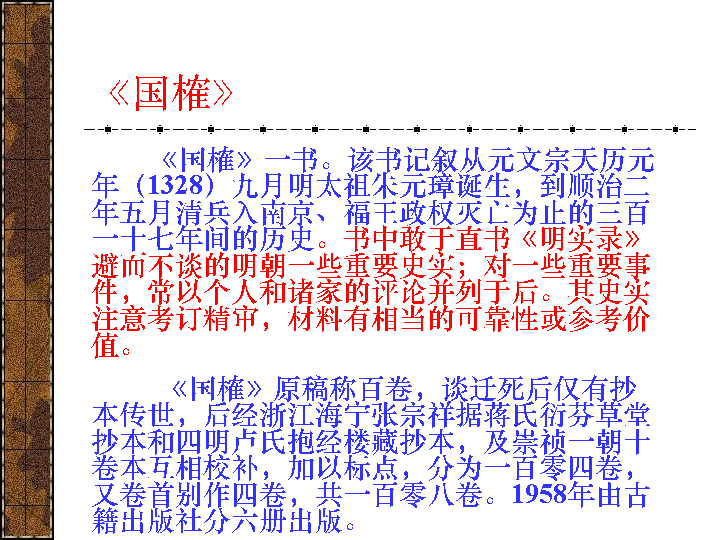 《国榷》
《国榷》一书。该书记叙从元文宗天历元
年（1328）九月明太祖朱元璋诞生，到顺治二
年五月清兵入南京、福王政权灭亡为止的三百
一十七年间的历史。书中敢于直书《明实录》
避而不谈的明朝一些重要史实；对一些重要事
件，常以个人和诸家的评论并列于后。其史实
注意考订精审，材料有相当的可靠性或参考价
值。
《国榷》原稿称百卷，谈迁死后仅有抄
本传世，后经浙江海宁张宗祥据蒋氏衍芬草堂
抄本和四明卢氏抱经楼藏抄本，及崇祯一朝十
卷本互相校补，加以标点，分为一百零四卷，
又卷首别作四卷，共一百零八卷。1958年由古
籍出版社分六册出版。